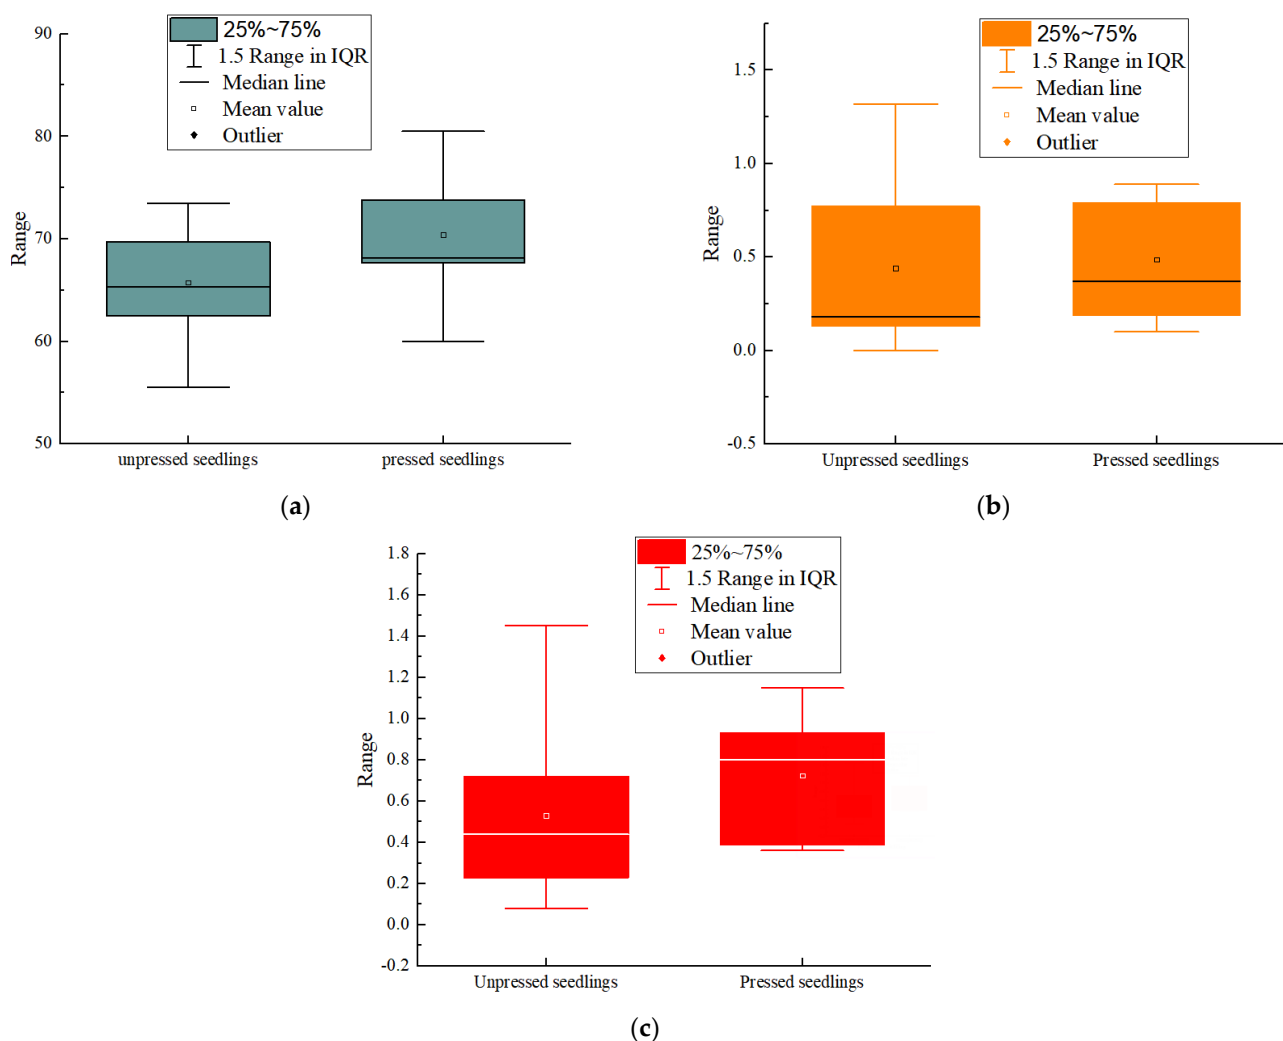 90
80
70
60
50
Range
25%~75%
1.5 Range in IQR
Median line
Mean value
Outlier
unpressed seedlings
pressed seedlings
(a)
1.5
1.0
0.5
0.0
-0.5
Range
25%~75%
1.5 Range in IQR
Median line
Mean value
Outlier
Unpressed seedlings
Pressed seedlings
(b)
1.8
1.6
1.4
1.2
1.0
0.8
0.6
0.4
0.2
0.0
-0.2
Range
25%~75%
1.5 Range in IQR
Median line
Mean value
Outlier
Unpressed seedlings
Pressed seedlings
(c)